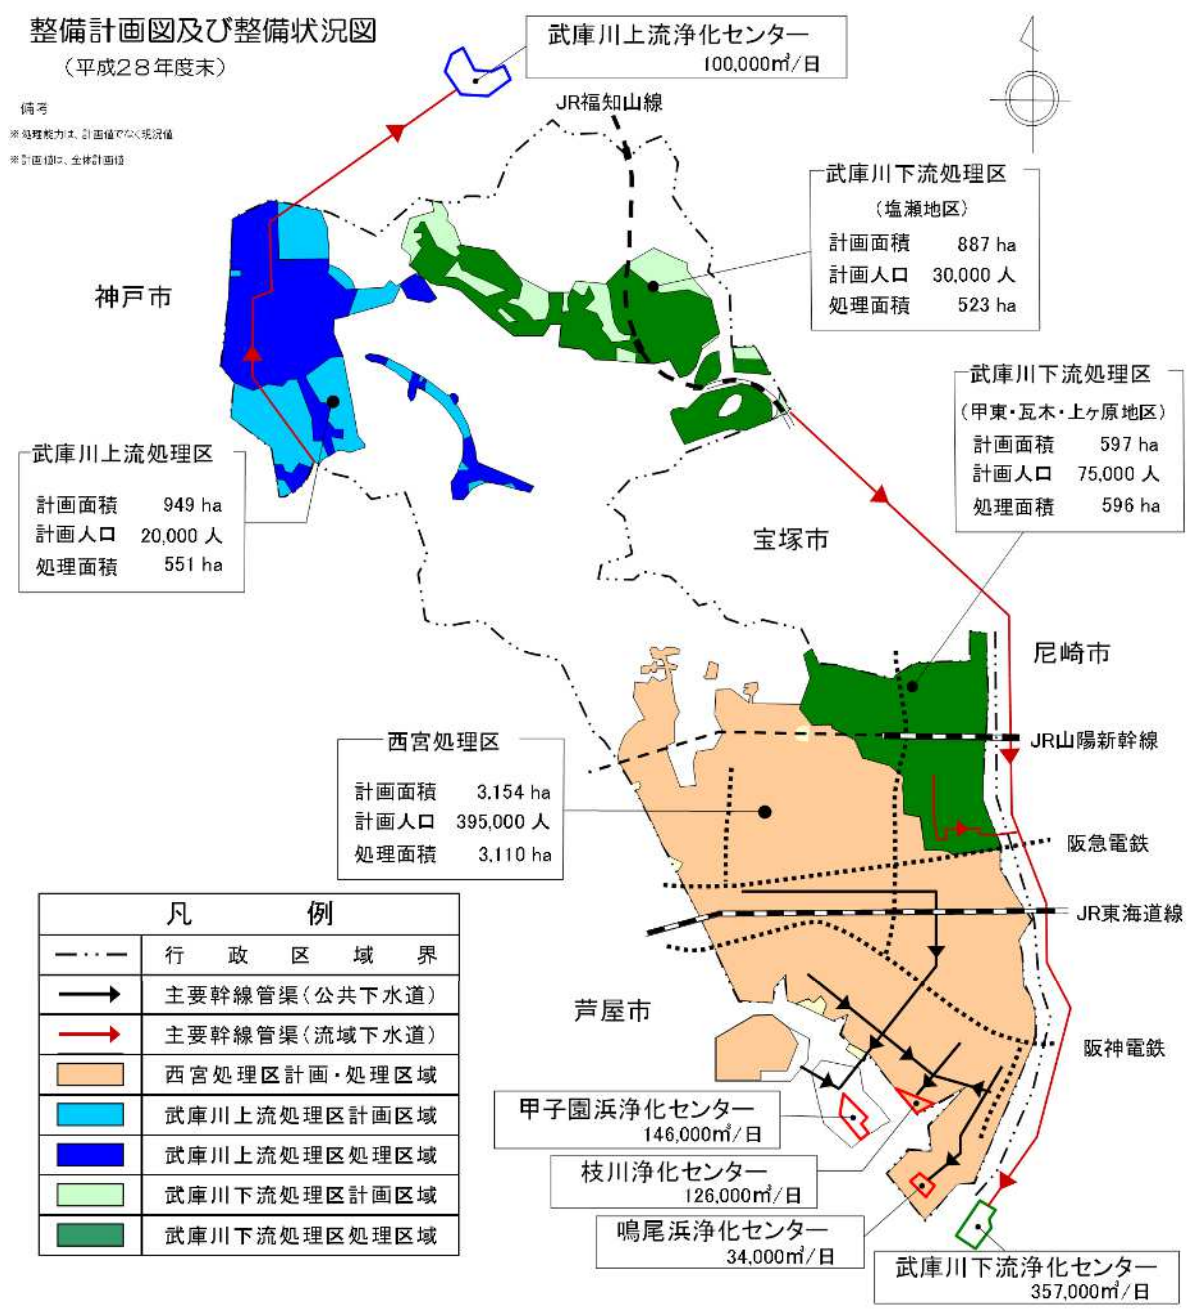 整備計画図及び整備状況図
（平成２８年度末）
備考
※処理能力は、計画値でなく現況値
※計画値は、全体計画値
武庫川上流浄化センター
100,000㎥/日
JR福知山線
武庫川下流処理区
（塩瀬地区）
計画面積 887 ha
計画人口 30,000 人
処理面積 523 ha
神戸市
武庫川下流処理区
（甲東・瓦木・上ヶ原地区）
計画面積 597 ha
計画人口 75,000 人
処理面積 596 ha
武庫川上流処理区
計画面積 949 ha
計画人口 20,000 人
処理面積 551 ha
宝塚市
尼崎市
西宮処理区
計画面積 3,154 ha
計画人口 395,000 人
処理面積 3,110 ha
JR山陽新幹線
阪急電鉄
JR東海道線
芦屋市
阪神電鉄
凡 例
行政区域界
主要幹線管渠（公共下水道）
主要幹線管渠（流域下水道）
西宮処理区計画・処理区域
武庫川上流処理区計画区域
武庫川上流処理区処理区域
武庫川下流処理区計画区域
武庫川下流処理区処理区域
甲子園浜浄化センター
146,000㎥/日
枝川浄化センター
126,000㎥/日
鳴尾浜浄化センター
34,000㎥/日
武庫川下流浄化センター
357,000㎥/日